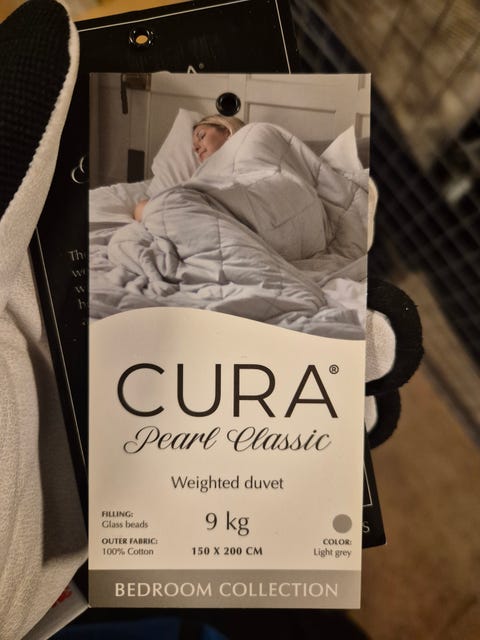 CURA®
Pearl Classic
Weighted duvet
FILLING:
Glass beads
OUTER FABRIC:
100% Cotton
9 kg
150 X 200 CM
COLOR:
Light grey
BEDROOM COLLECTION